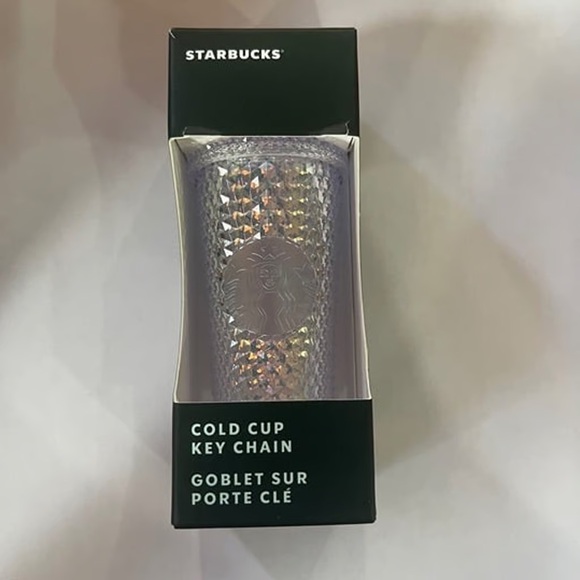 STARBUCKS®
COLD CUP
KEY CHAIN
GOBLET SUR
PORTE CLÉ